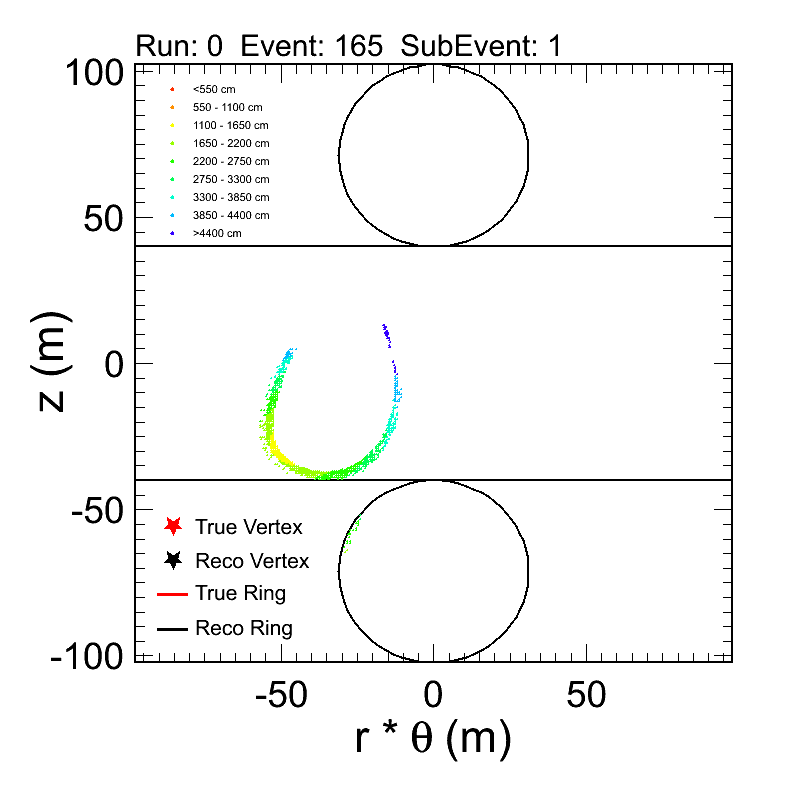 Run: 0 Event: 165 SubEvent: 1
100
<550 cm
550 - 1100 cm
1100 - 1650 cm
1650 - 2200 cm
2200 - 2750 cm
2750 - 3300 cm
3300 - 3850 cm
3850 - 4400 cm
>4400 cm
50
z (m)
0
-50
True Vertex
Reco Vertex
True Ring
Reco Ring
-100
-50 0 50
r * θ (m)